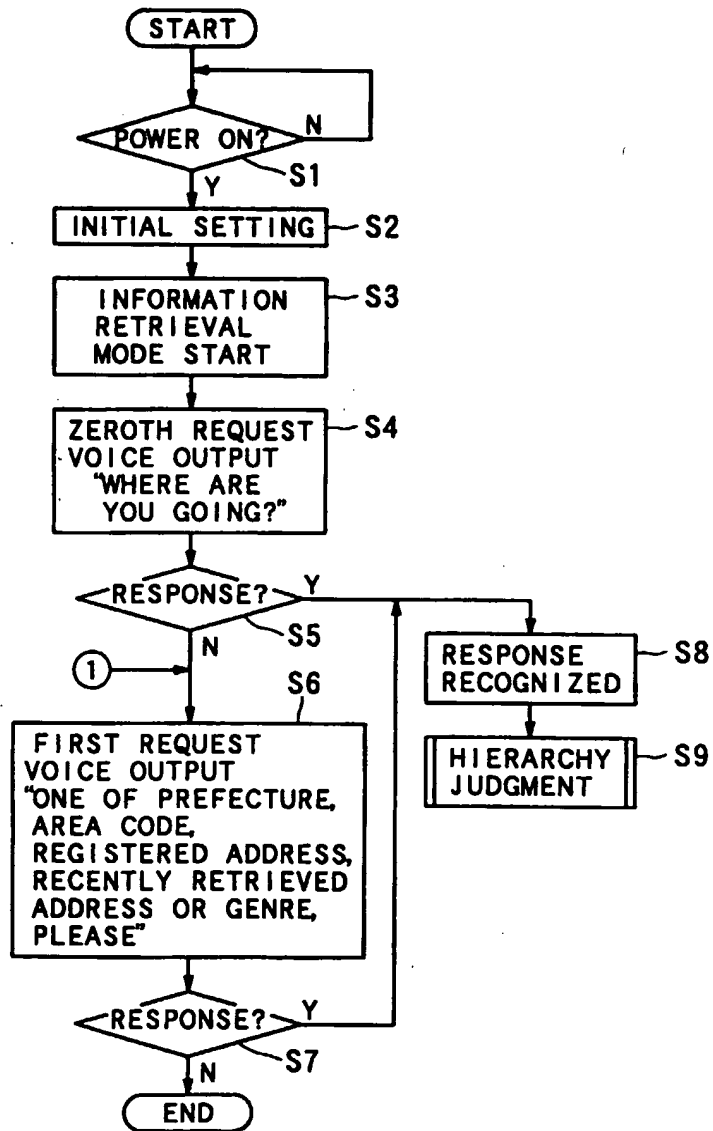 START
POWER ON?
N
S1
Y
INITIAL SETTING
S2
INFORMATION
RETRIEVAL
MODE START
S3
ZEROTH REQUEST
VOICE OUTPUT
"WHERE ARE
YOU GOING?"
S4
RESPONSE?
Y
S5
N
1
S6
FIRST REQUEST
VOICE OUTPUT
"ONE OF PREFECTURE,
AREA CODE,
REGISTERED ADDRESS,
RECENTLY RETRIEVED
ADDRESS OR GENRE,
PLEASE"
RESPONSE?
Y
S7
N
END
RESPONSE
RECOGNIZED
S8
HIERARCHY
JUDGMENT
S9